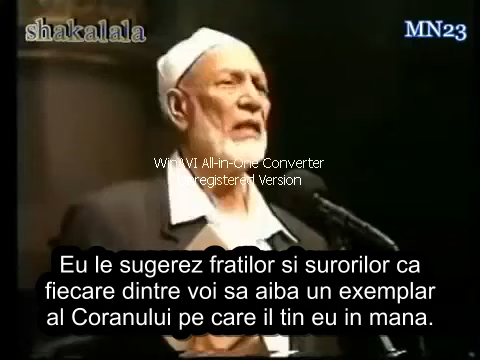 shakalala
MN23
WinAVI All-in-One Converter
Unregistered Version
Eu le sugerez fratilor si surorilor ca
fiecare dintre voi sa aiba un exemplar
al Coranului pe care il tin eu in mana.